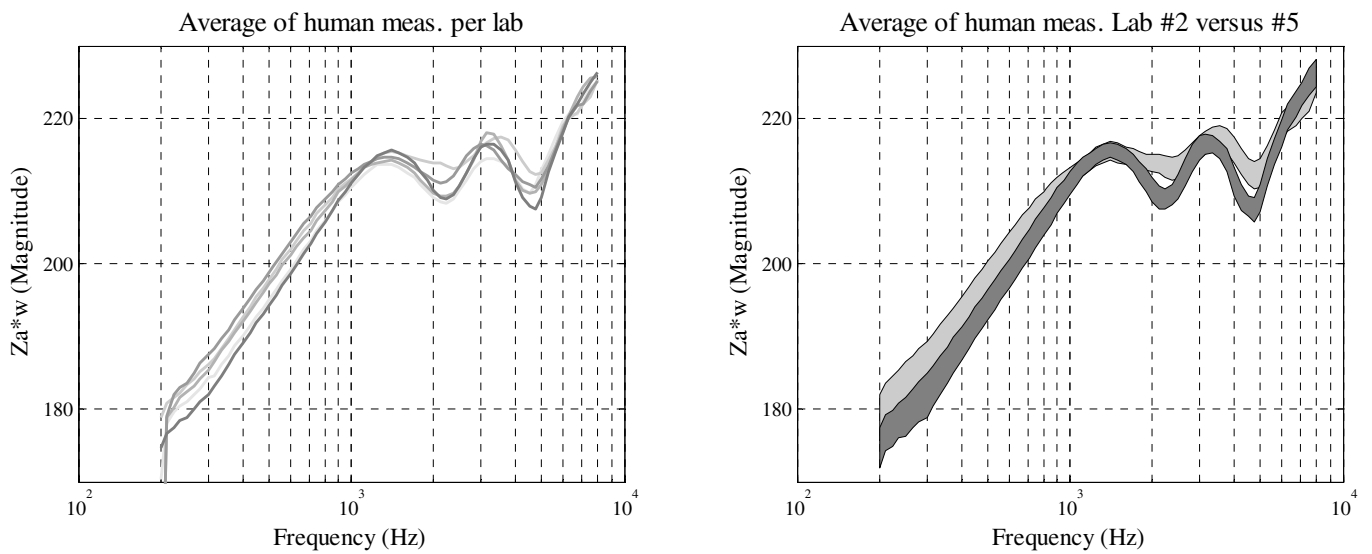 Average of human meas. per lab
220
200
180
Za*w (Magnitude)
10^2
10^3
10^4
Frequency (Hz)
Average of human meas. Lab #2 versus #5
220
200
180
Za*w (Magnitude)
10^2
10^3
10^4
Frequency (Hz)